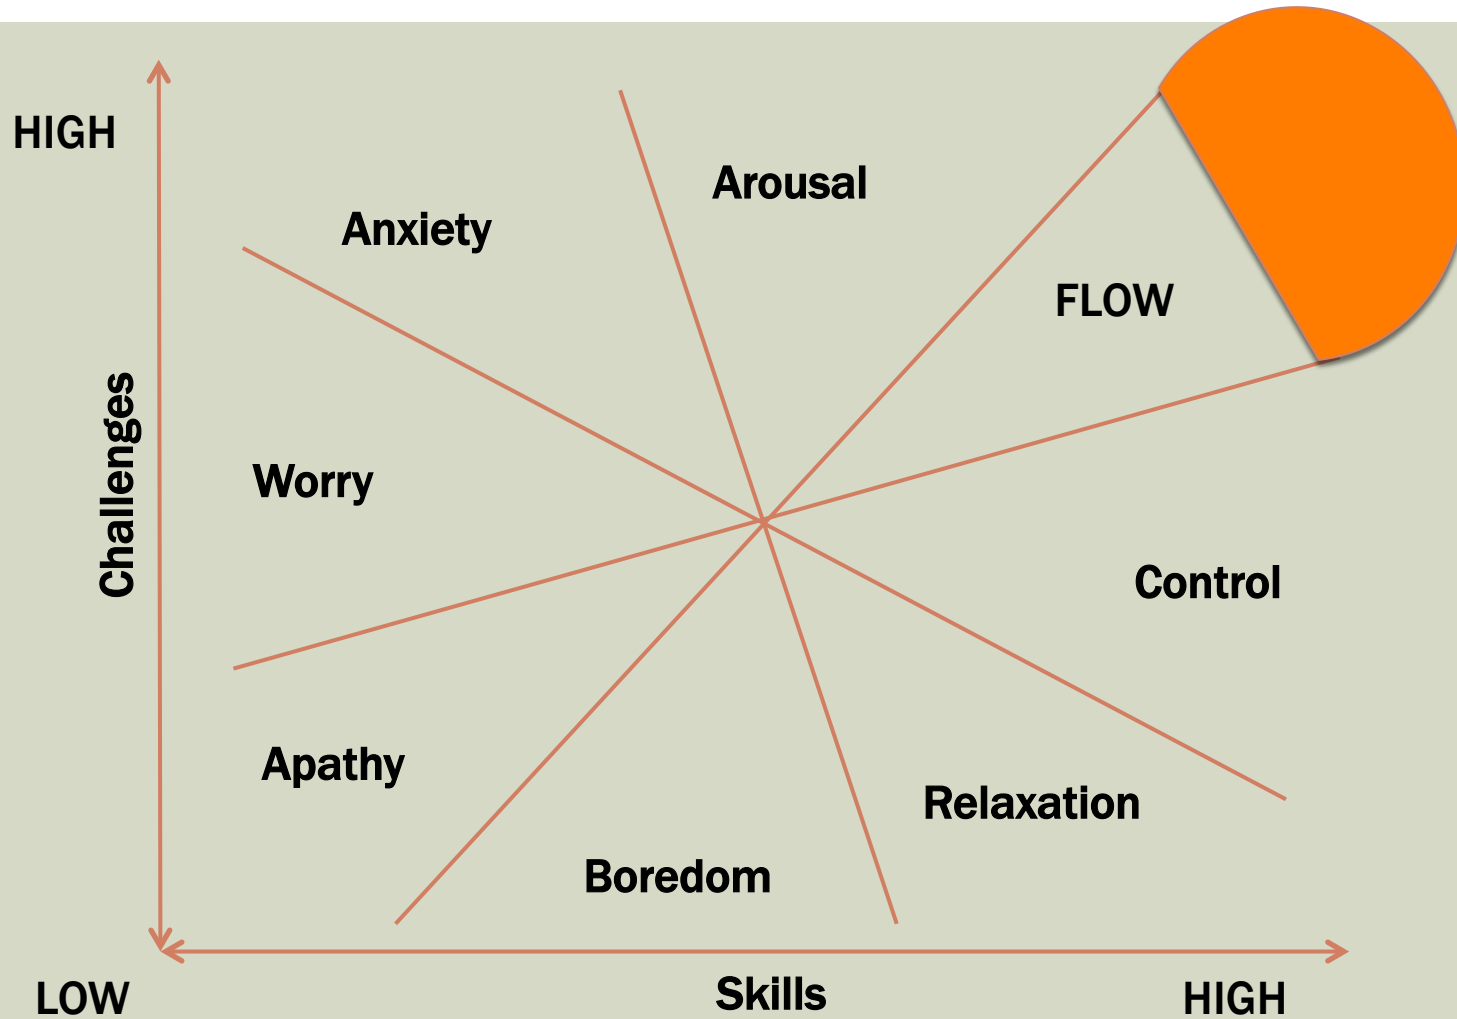 HIGH
Arousal
Anxiety
FLOW
Challenges
Worry
Control
Apathy
Relaxation
Boredom
LOW
Skills
HIGH